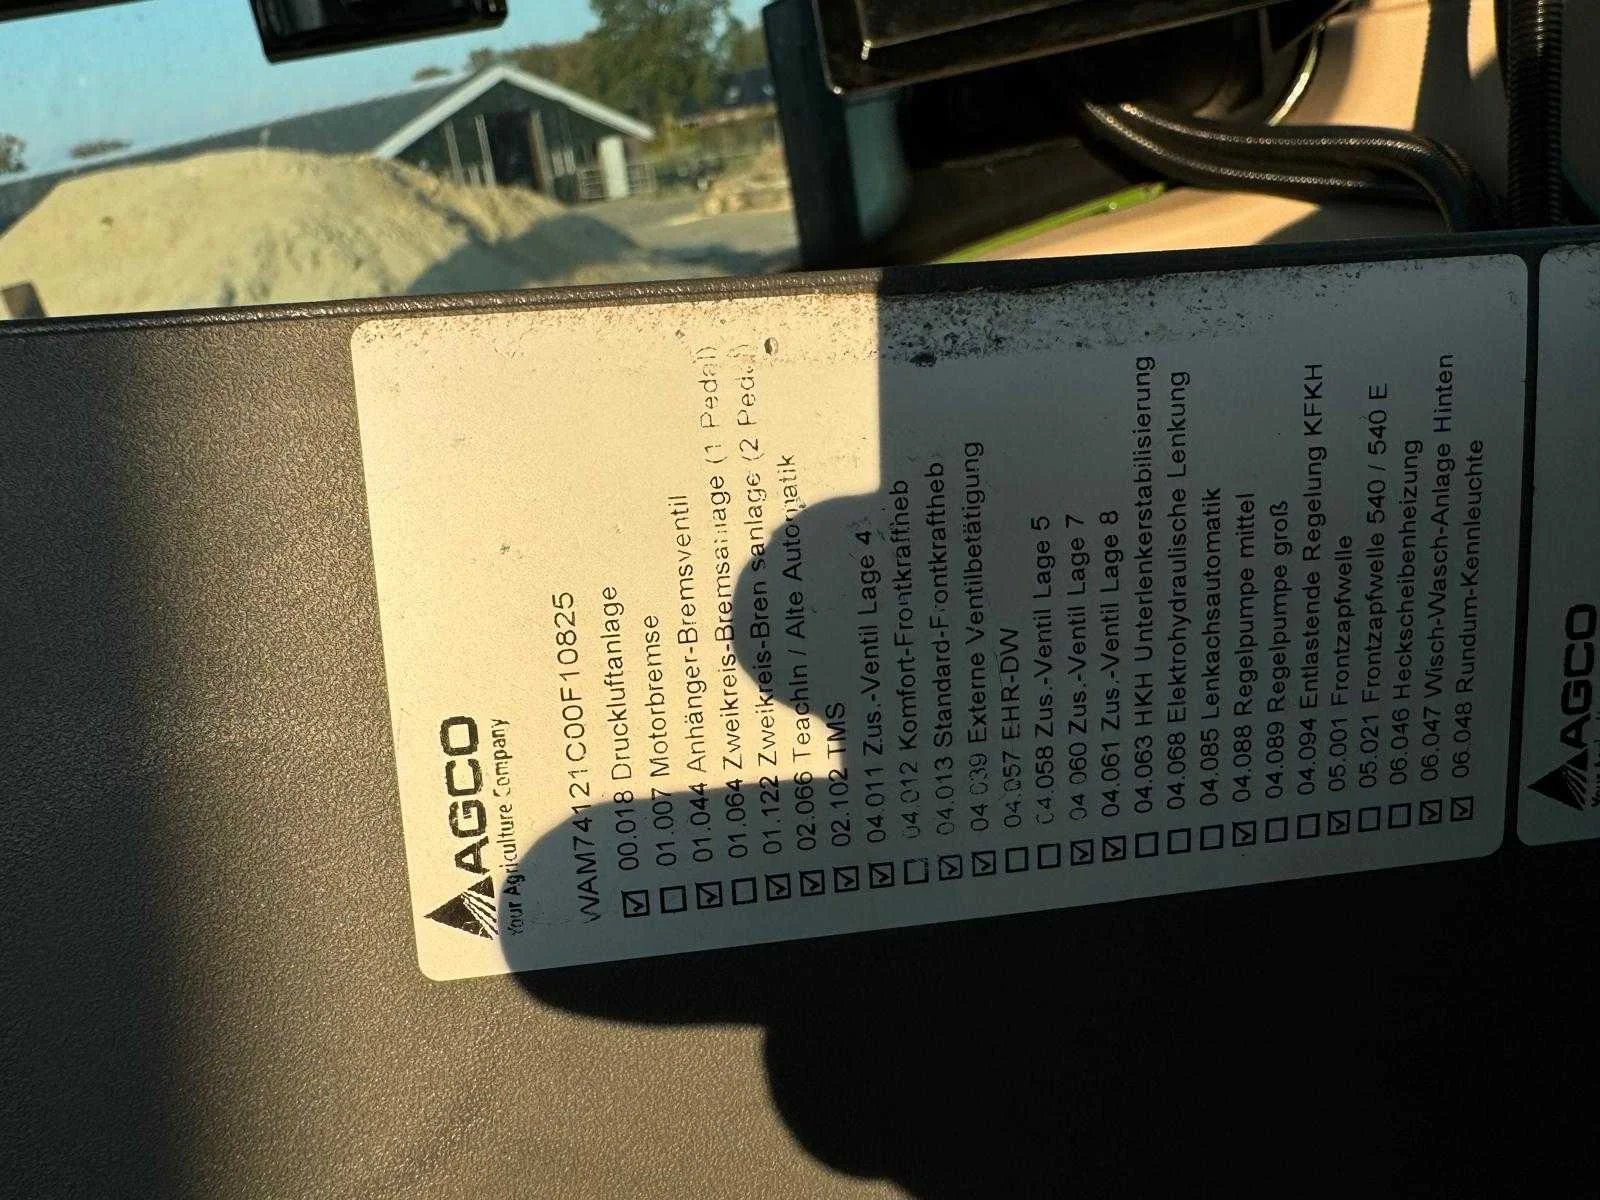 AGCO
Your Agriculture Company
WAM74121C00F10825
☑ 00.018 Druckluftanlage
☐ 01.007 Motorbremse
☑ 01.044 Anhänger-Bremsventil
☐ 01.064 Zweikreis-Bremsanlage (1 Pedal)
☑ 01.122 Zweikreis-Bremsanlage (2 Pedal)
☑ 02.066 TeachIn / Alte Automatik
☑ 02.102 TMS
☑ 04.011 Zus.-Ventil Lage 4
☐ 04.012 Komfort-Frontkraftheb
☑ 04.013 Standard-Frontkraftheb
☑ 04.039 Externe Ventilbetätigung
☐ 04.057 EHR-DW
☐ 04.058 Zus.-Ventil Lage 5
☑ 04.060 Zus.-Ventil Lage 7
☑ 04.061 Zus.-Ventil Lage 8
☐ 04.063 HKH Unterlenkerstabilisierung
☐ 04.068 Elektrohydraulische Lenkung
☐ 04.085 Lenkachsautomatik
☑ 04.088 Regelpumpe mittel
☐ 04.089 Regelpumpe groß
☐ 04.094 Entlastende Regelung KFKH
☑ 05.001 Frontzapfwelle
☐ 05.021 Frontzapfwelle 540 / 540 E
☐ 06.046 Heckscheibenheizung
☑ 06.047 Wisch-Wasch-Anlage Hinten
☑ 06.048 Rundum-Kennleuchte
AGCO